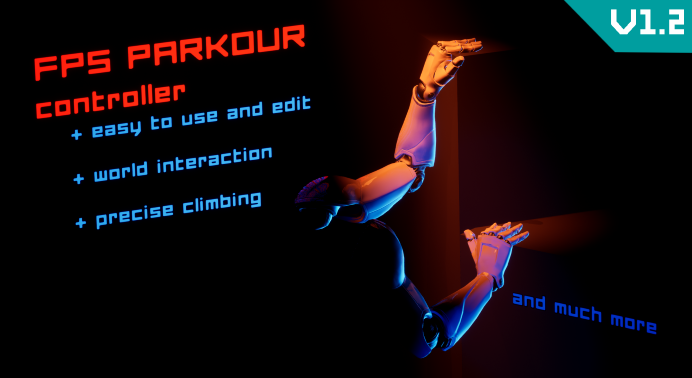 V1.2
FPS PARKOUR
controller
+ easy to use and edit
+ world interaction
+ precise climbing
and much more